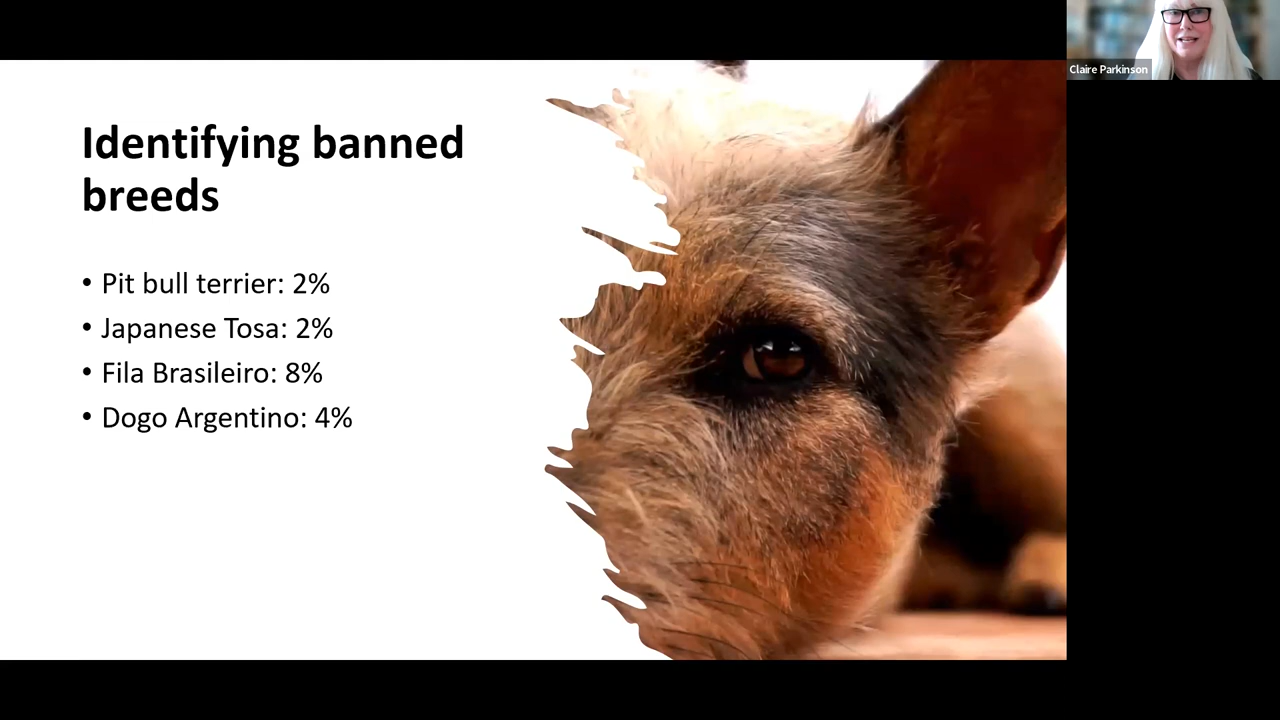 Claire Parkinson
Identifying banned
breeds
• Pit bull terrier: 2%
• Japanese Tosa: 2%
• Fila Brasileiro: 8%
• Dogo Argentino: 4%